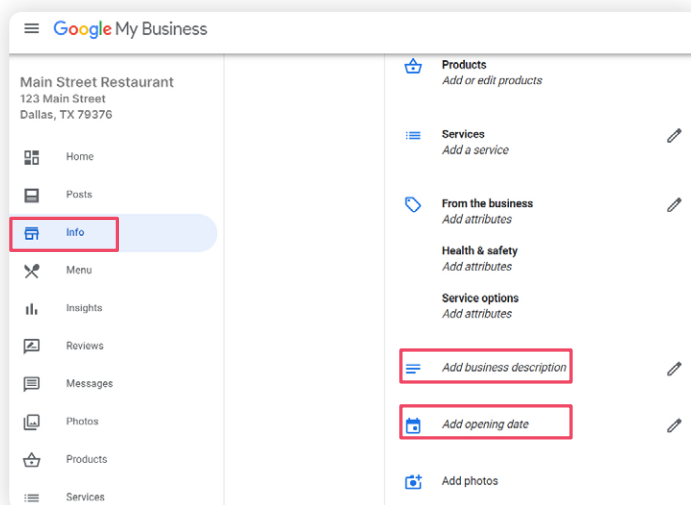 Google My Business
Main Street Restaurant
123 Main Street
Dallas, TX 79376
Home
Posts
Info
Menu
Insights
Reviews
Messages
Photos
Products
Services
Products
Add or edit products
Services
Add a service
From the business
Add attributes
Health & safety
Add attributes
Service options
Add attributes
Add business description
Add opening date
Add photos